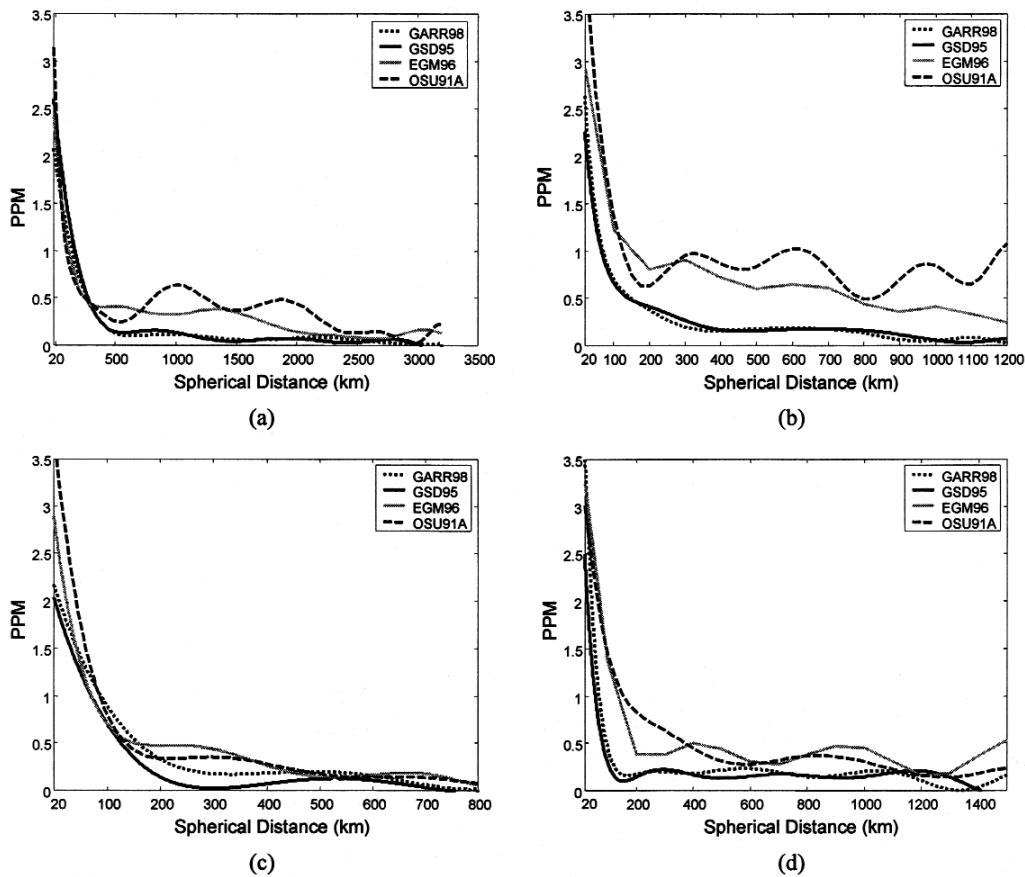 3.5
3
2.5
2
1.5
1
0.5
0
PPM
GARR98
GSD95
EGM96
OSU91A
20 500 1000 1500 2000 2500 3000 3500
Spherical Distance (km)
(a)
3.5
3
2.5
2
1.5
1
0.5
0
PPM
GARR98
GSD95
EGM96
OSU91A
20 100 200 300 400 500 600 700 800 900 1000 1100 1200
Spherical Distance (km)
(b)
3.5
3
2.5
2
1.5
1
0.5
0
PPM
GARR98
GSD95
EGM96
OSU91A
20 100 200 300 400 500 600 700 800
Spherical Distance (km)
(c)
3.5
3
2.5
2
1.5
1
0.5
0
PPM
GARR98
GSD95
EGM96
OSU91A
20 200 400 600 800 1000 1200 1400
Spherical Distance (km)
(d)